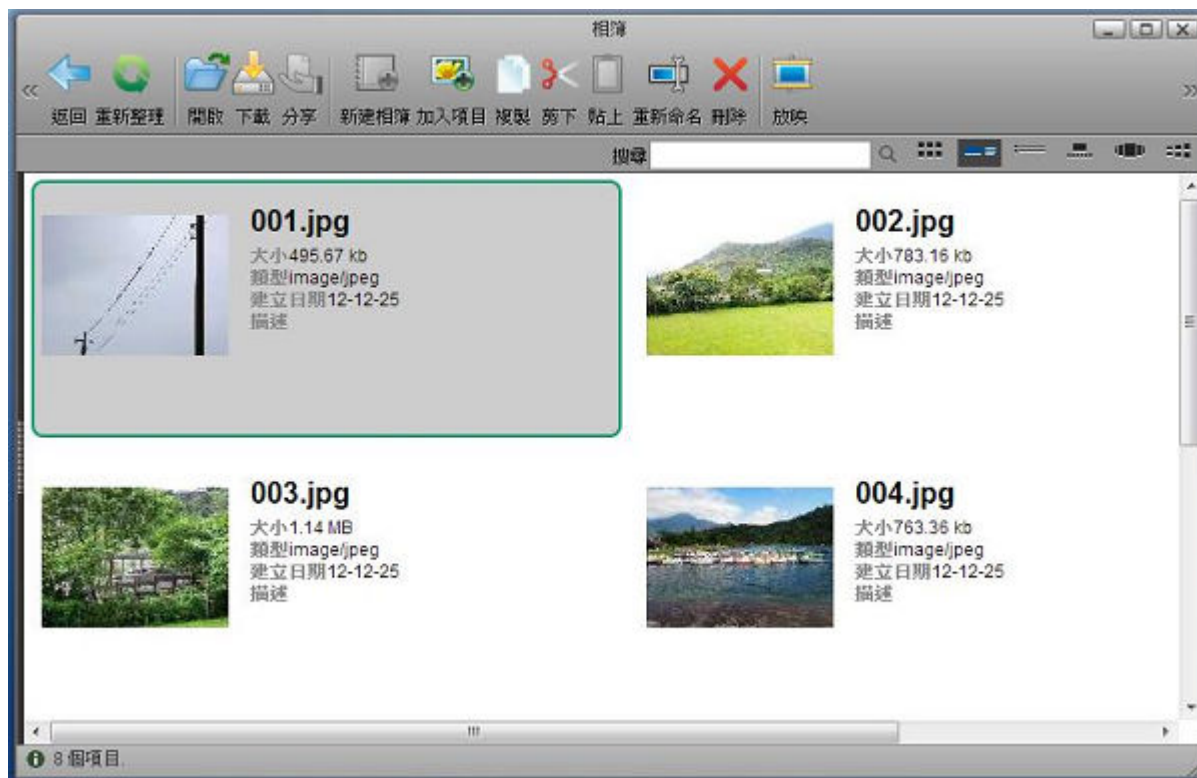 相簿
返回 重新整理 開啟 下載 分享 新建相簿 加入項目 複製 剪下 貼上 重新命名 刪除 放映
搜尋
001.jpg
大小495.67 kb
類型image/jpeg
建立日期12-12-25
描述
002.jpg
大小783.16 kb
類型image/jpeg
建立日期12-12-25
描述
003.jpg
大小1.14 MB
類型image/jpeg
建立日期12-12-25
描述
004.jpg
大小763.36 kb
類型image/jpeg
建立日期12-12-25
描述
8 個項目.